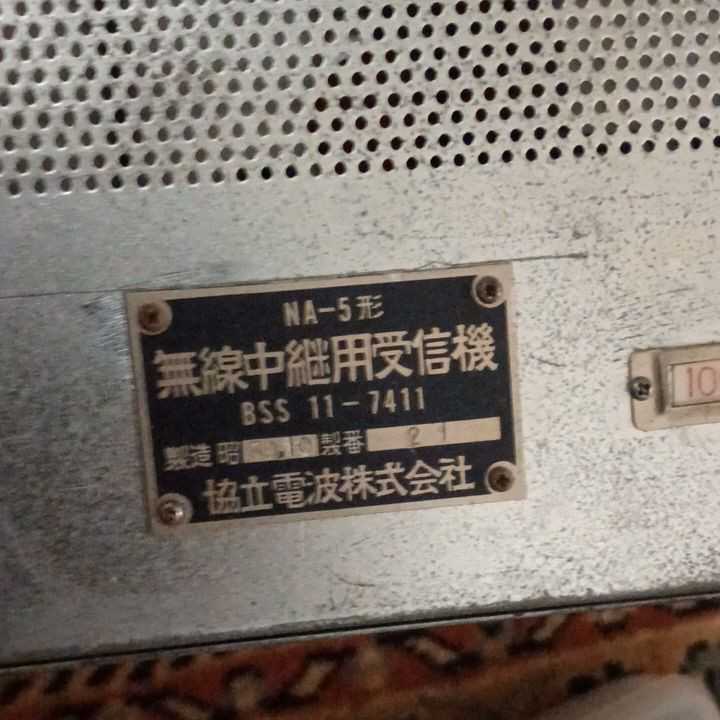 NA-5形
無線中継用受信機
BSS 11-7411
製造昭 製番 21
協立電波株式会社
10